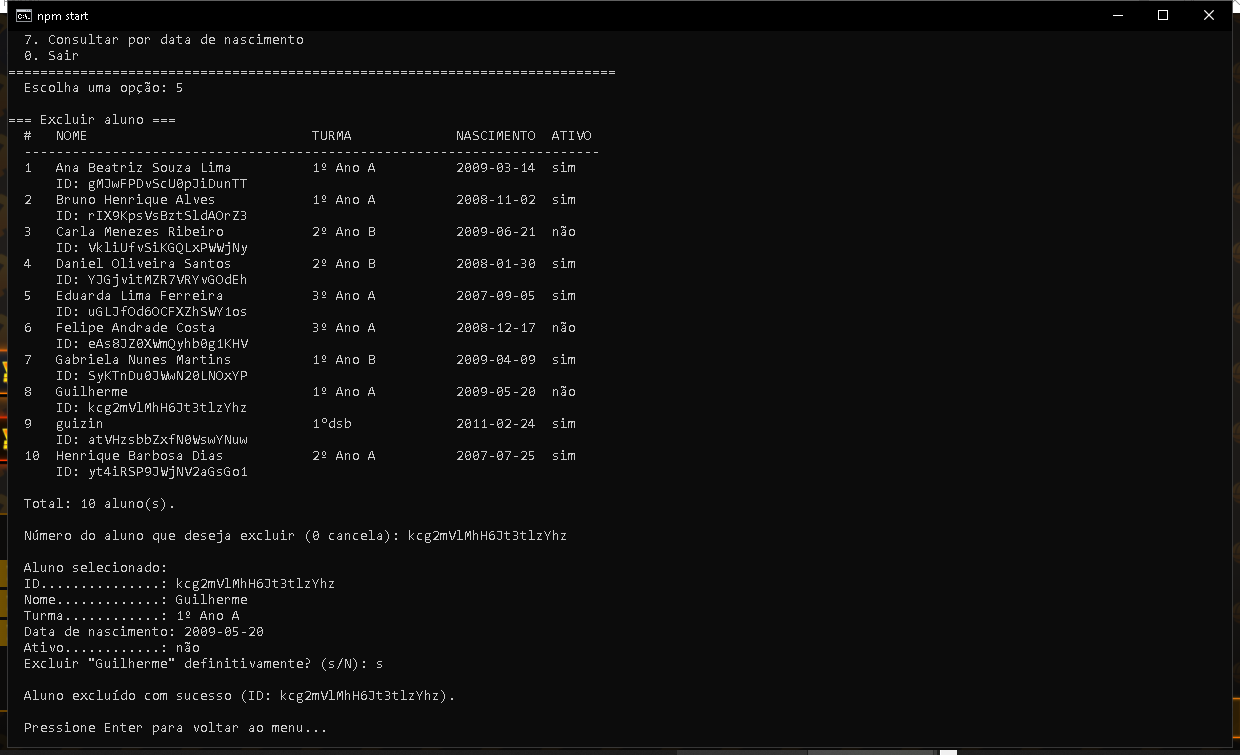 npm start
7. Consultar por data de nascimento
0. Sair
============================================================================
Escolha uma opção: 5
=== Excluir aluno ===
# NOME TURMA NASCIMENTO ATIVO
------------------------------------------------------------------------
1 Ana Beatriz Souza Lima 1º Ano A 2009-03-14 sim
ID: gMJwFPDvScU0pJiDunTT
2 Bruno Henrique Alves 1º Ano A 2008-11-02 sim
ID: rIX9KpsVsBztSldAOrZ3
3 Carla Menezes Ribeiro 2º Ano B 2009-06-21 não
ID: VkliUfvSiKGQLxPWWjNy
4 Daniel Oliveira Santos 2º Ano B 2008-01-30 sim
ID: YJGjvitMZR7VRYvGOdEh
5 Eduarda Lima Ferreira 3º Ano A 2007-09-05 sim
ID: uGLJfOd6OCFXZhSWY1os
6 Felipe Andrade Costa 3º Ano A 2008-12-17 não
ID: eAs8JZ0XWmQyhb0g1KHV
7 Gabriela Nunes Martins 1º Ano B 2009-04-09 sim
ID: SyKTnDu0JWwN20LNOxYP
8 Guilherme 1º Ano A 2009-05-20 não
ID: kcg2mVlMhH6Jt3tlzYhz
9 guizin 1°dsb 2011-02-24 sim
ID: atVHzsbbZxfN0WswYNuw
10 Henrique Barbosa Dias 2º Ano A 2007-07-25 sim
ID: yt4iRSP9JWjNV2aGsGo1
Total: 10 aluno(s).
Número do aluno que deseja excluir (0 cancela): kcg2mVlMhH6Jt3tlzYhz
Aluno selecionado:
ID...............: kcg2mVlMhH6Jt3tlzYhz
Nome.............: Guilherme
Turma............: 1º Ano A
Data de nascimento: 2009-05-20
Ativo............: não
Excluir "Guilherme" definitivamente? (s/N): s
Aluno excluído com sucesso (ID: kcg2mVlMhH6Jt3tlzYhz).
Pressione Enter para voltar ao menu...